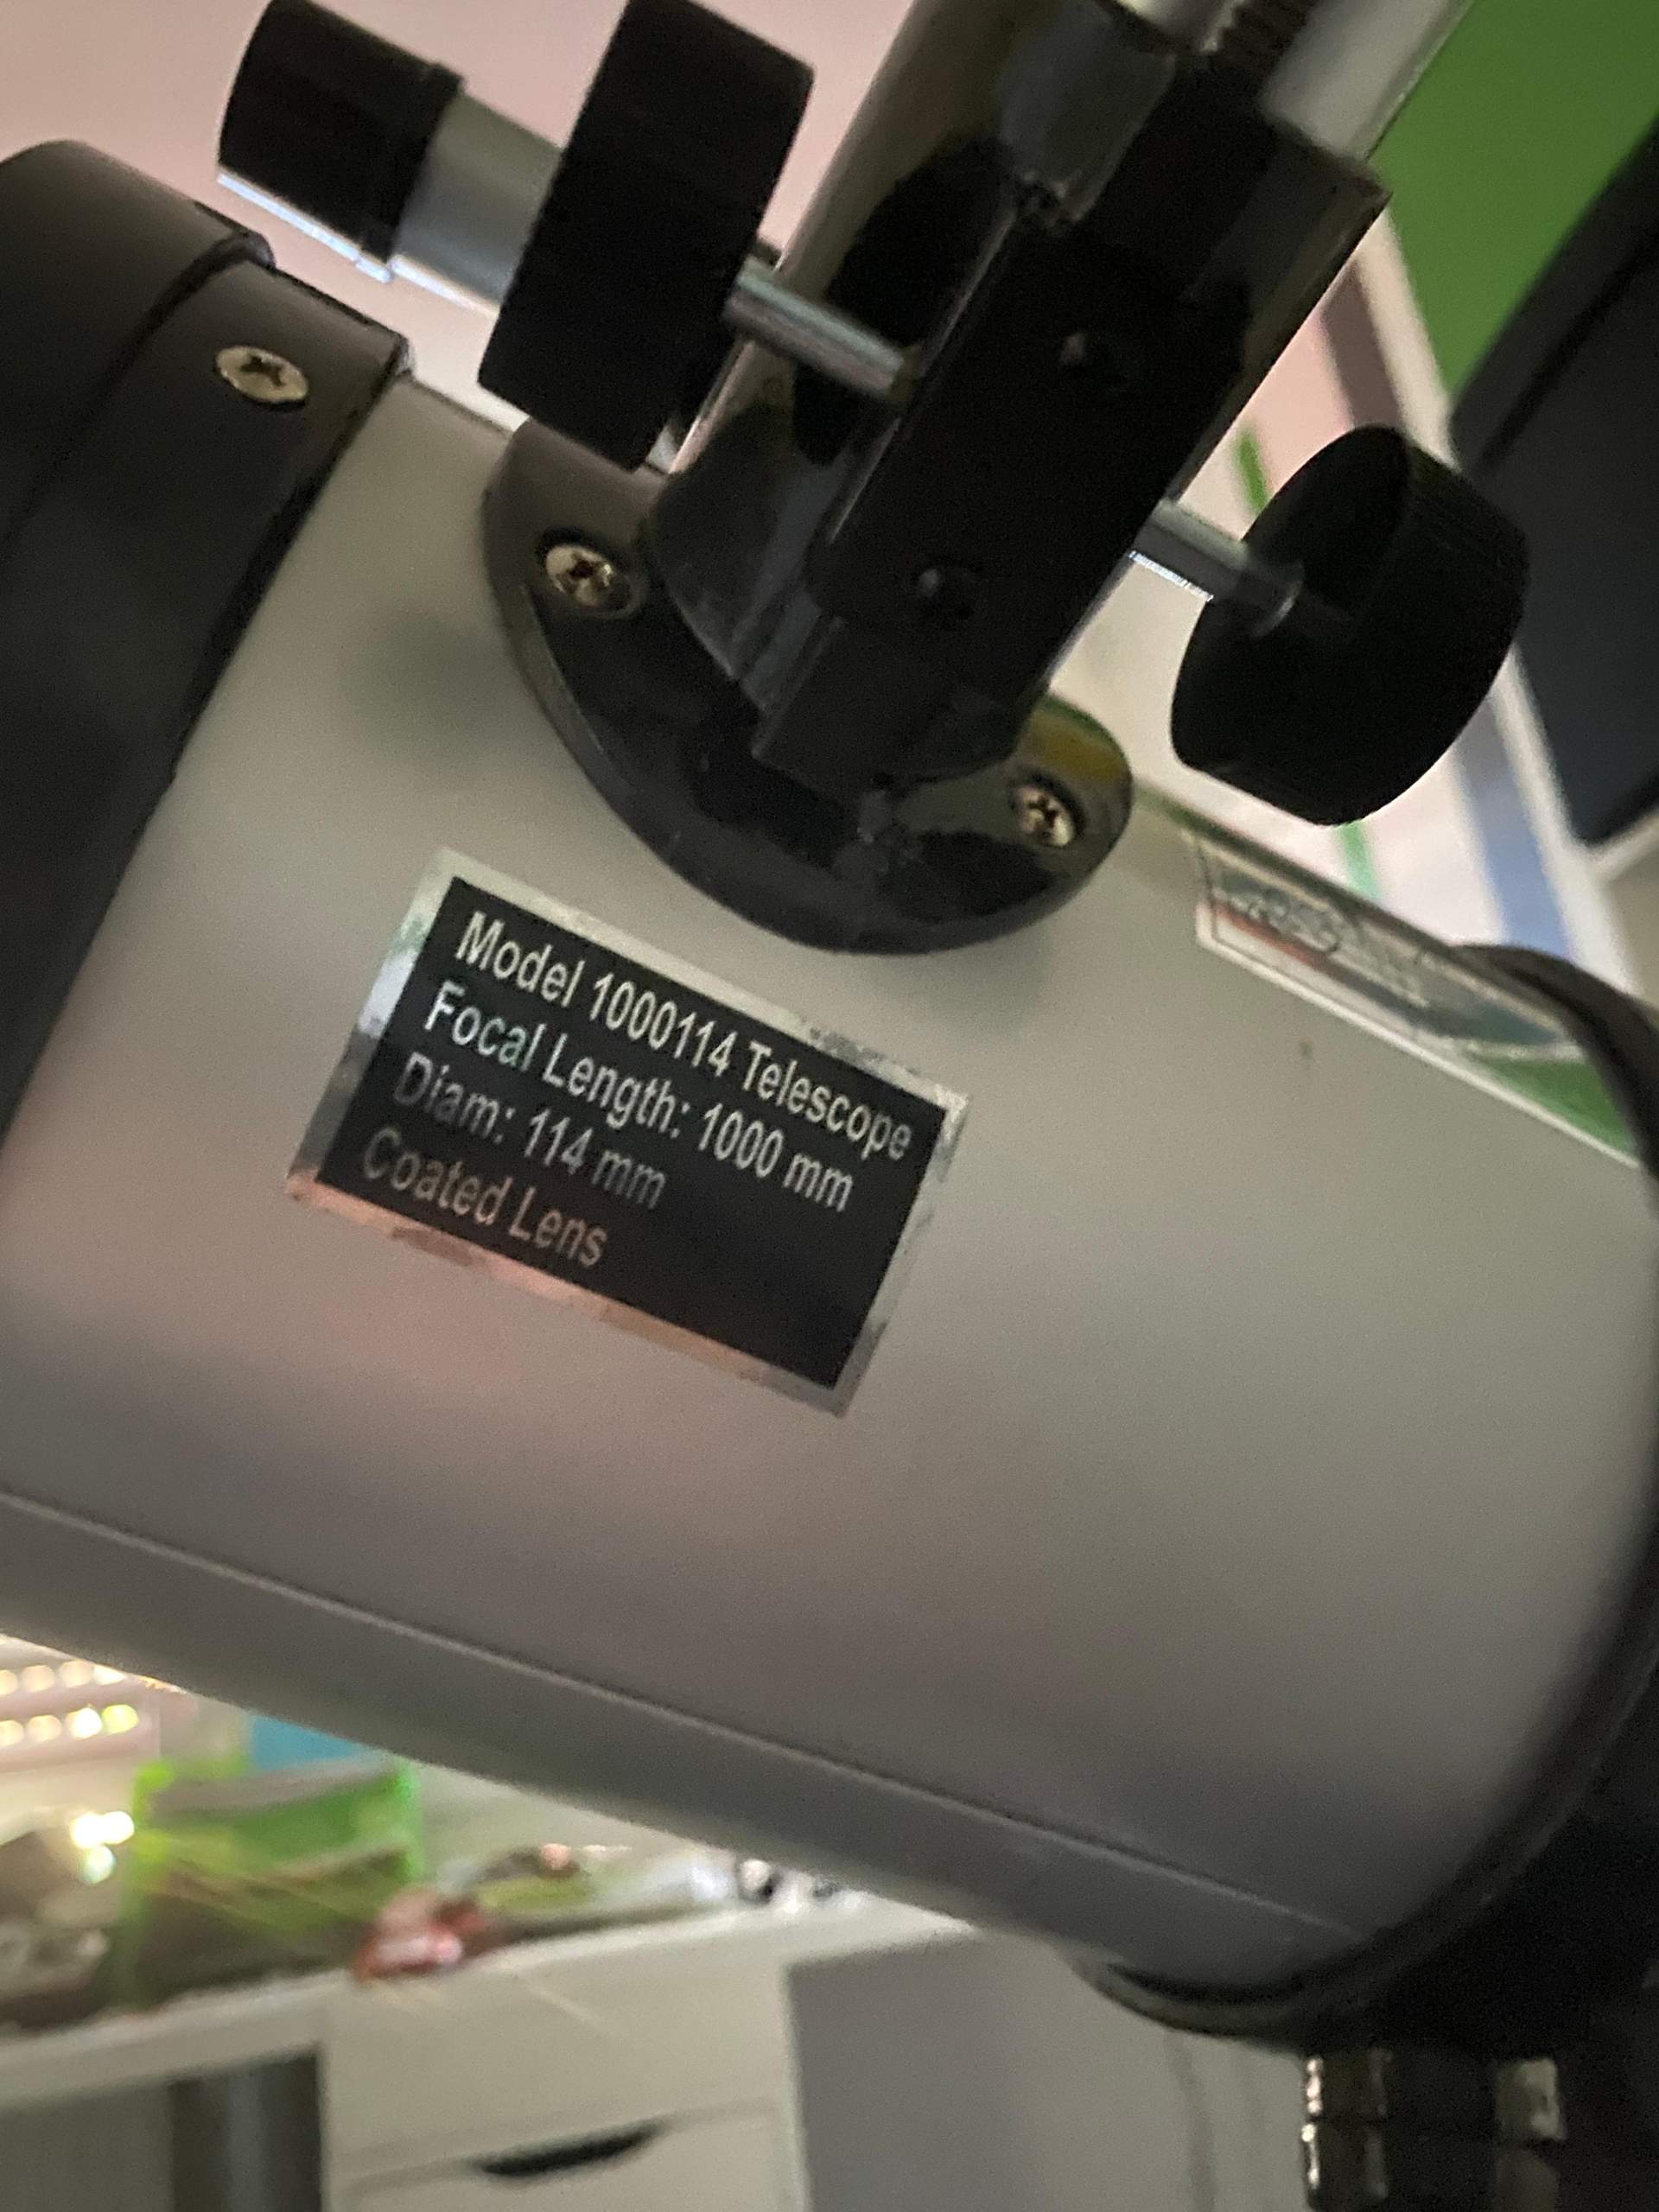 Model 1000114 Telescope
Focal Length: 1000 mm
Diam: 114 mm
Coated Lens